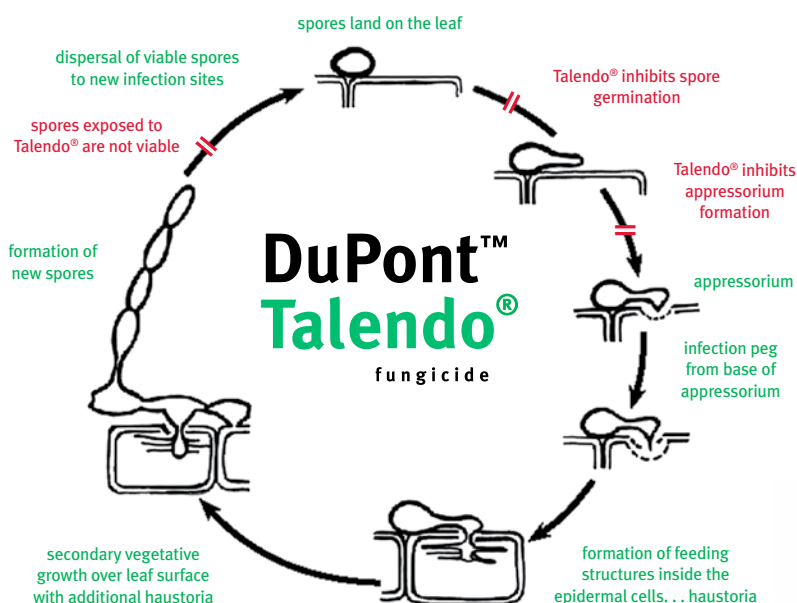 spores land on the leaf
dispersal of viable spores
to new infection sites
Talendo® inhibits spore
germination
spores exposed to
Talendo® are not viable
Talendo® inhibits
appressorium
formation
formation of
new spores
DuPont™
Talendo®
fungicide
appressorium
infection peg
from base of
appressorium
secondary vegetative
growth over leaf surface
with additional haustoria
formation of feeding
structures inside the
epidermal cells. . . haustoria